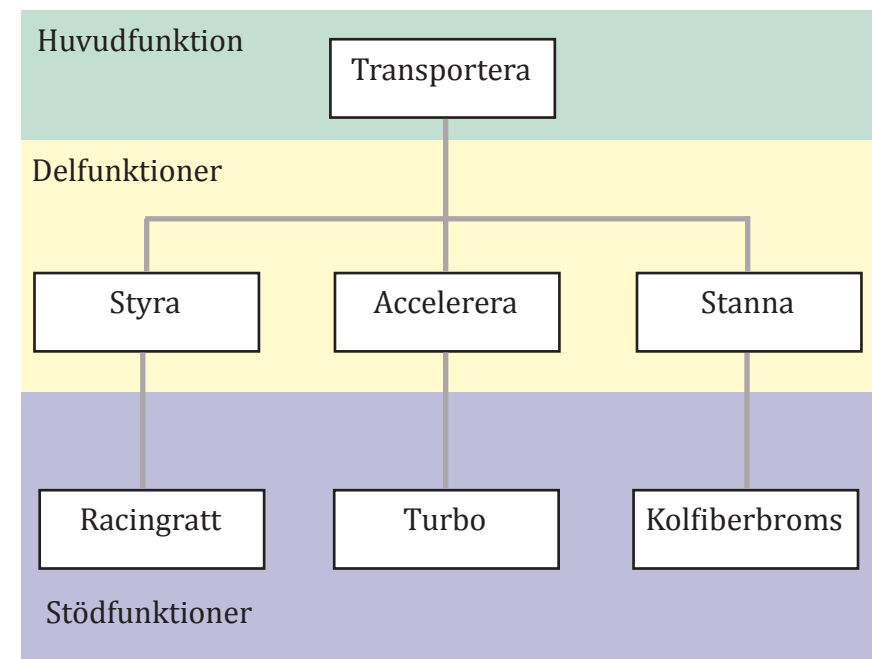 Huvudfunktion
Transportera
Delfunktioner
Styra
Accelerera
Stanna
Racingratt
Turbo
Kolfiberbroms
Stödfunktioner